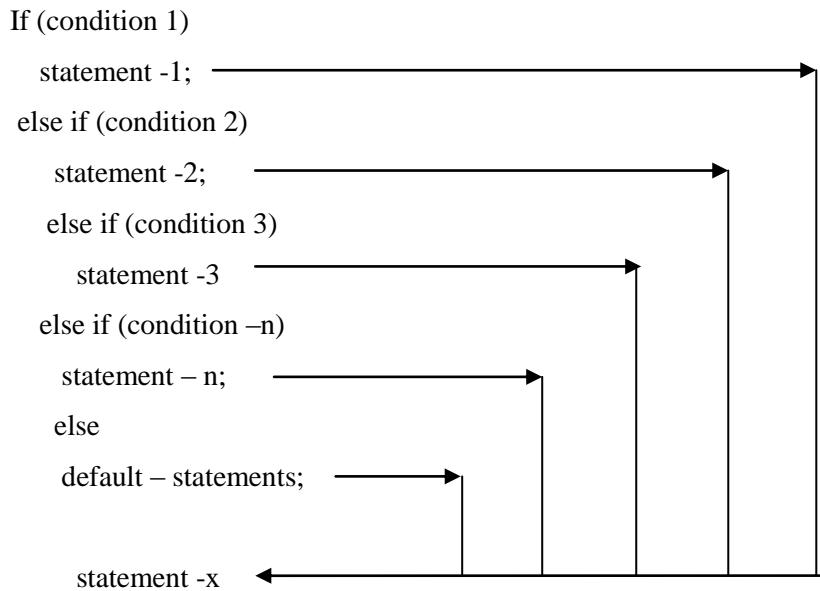 If (condition 1)
statement -1;
else if (condition 2)
statement -2;
else if (condition 3)
statement -3
else if (condition –n)
statement – n;
else
default – statements;
statement -x